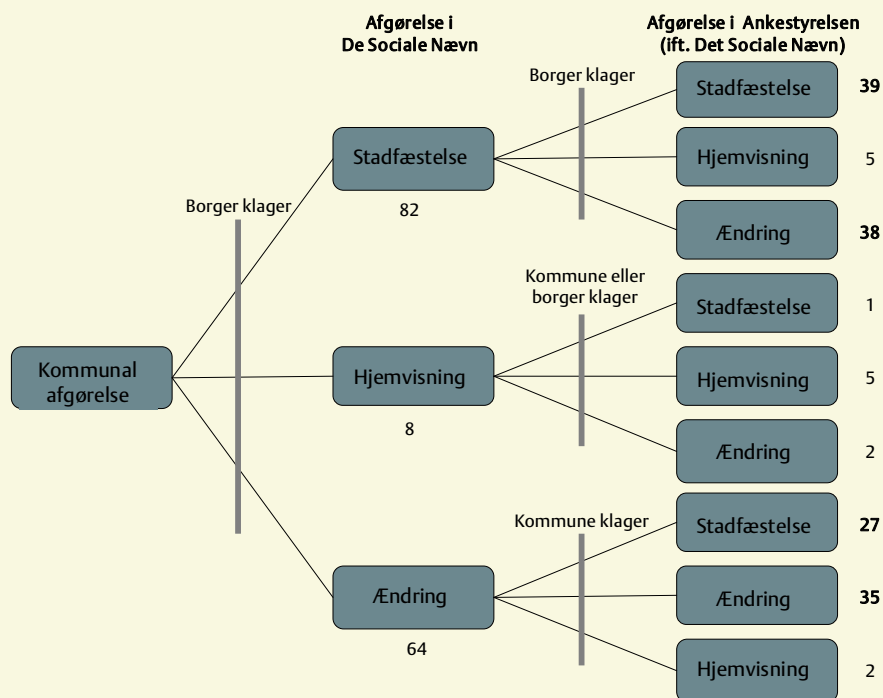 Afgørelse i
De Sociale Nævn
Afgørelse i Ankestyrelsen
(ift. Det Sociale Nævn)
Borger klager
Stadfæstelse
39
Stadfæstelse
82
Hjemvisning
5
Ændring
38
Borger klager
Kommune eller
borger klager
Stadfæstelse
1
Kommunal
afgørelse
Hjemvisning
8
Hjemvisning
5
Ændring
2
Kommune klager
Stadfæstelse
27
Ændring
64
Ændring
35
Hjemvisning
2